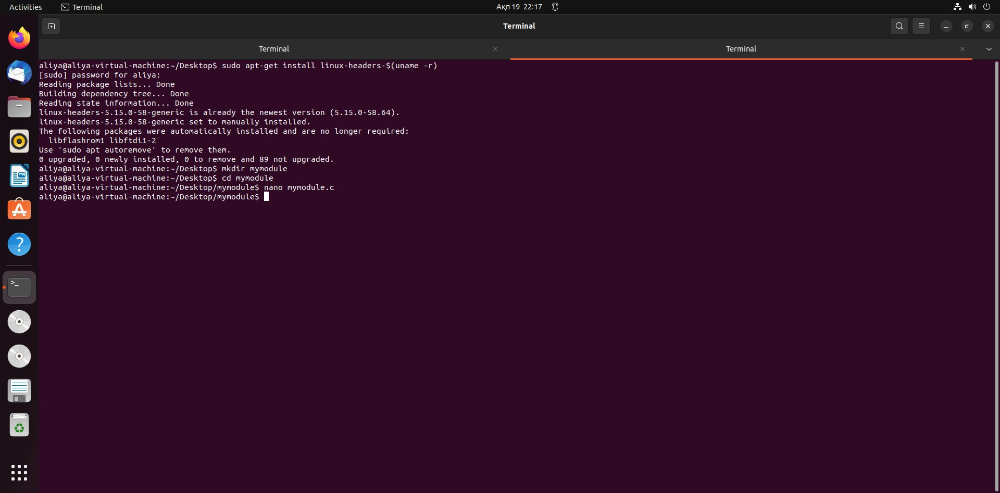 Activities
Terminal
Ақп 19 22:17
Terminal
Terminal
Terminal
aliya@aliya-virtual-machine:~/Desktop$ sudo apt-get install linux-headers-$(uname -r)
[sudo] password for aliya:
Reading package lists... Done
Building dependency tree... Done
Reading state information... Done
linux-headers-5.15.0-58-generic is already the newest version (5.15.0-58.64).
linux-headers-5.15.0-58-generic set to manually installed.
The following packages were automatically installed and are no longer required:
  libflashrom1 libftdi1-2
Use 'sudo apt autoremove' to remove them.
0 upgraded, 0 newly installed, 0 to remove and 89 not upgraded.
aliya@aliya-virtual-machine:~/Desktop$ mkdir mymodule
aliya@aliya-virtual-machine:~/Desktop$ cd mymodule
aliya@aliya-virtual-machine:~/Desktop/mymodule$ nano mymodule.c
aliya@aliya-virtual-machine:~/Desktop/mymodule$